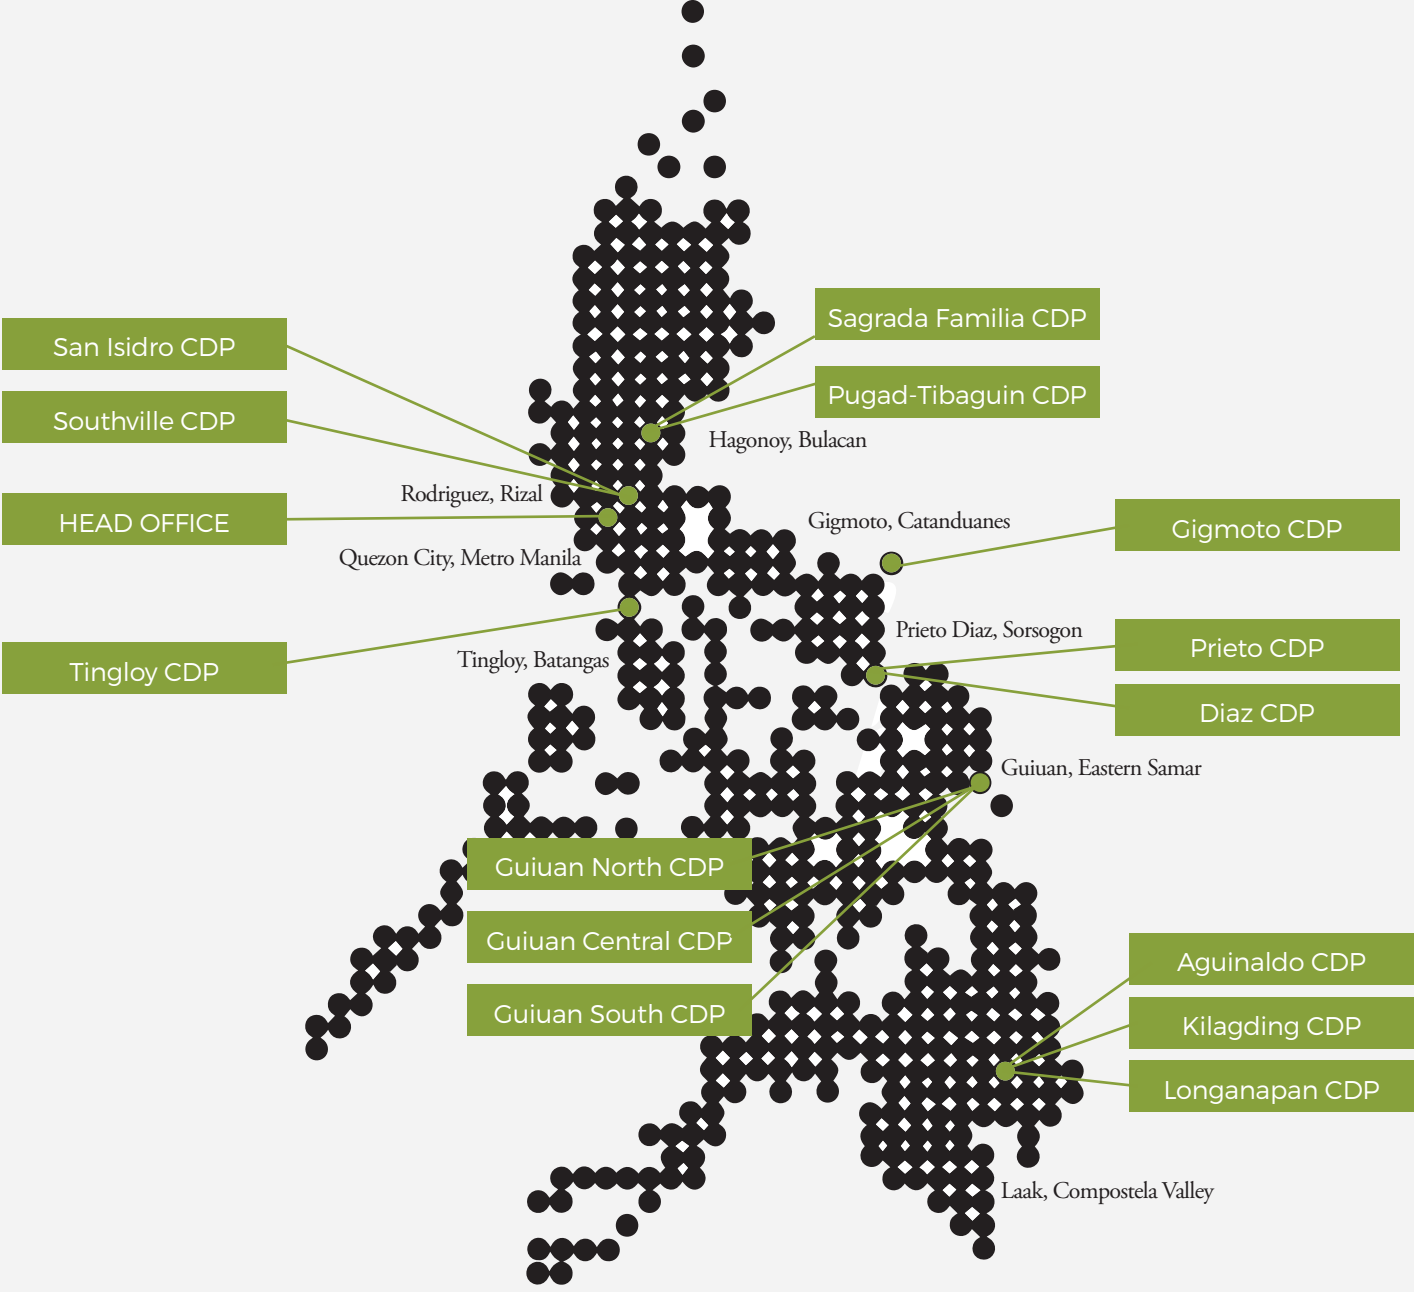 Sagrada Familia CDP
San Isidro CDP
Pugad-Tibaguin CDP
Southville CDP
Hagonoy, Bulacan
Rodriguez, Rizal
HEAD OFFICE
Gigmoto, Catanduanes
Gigmoto CDP
Quezon City, Metro Manila
Prieto Diaz, Sorsogon
Prieto CDP
Tingloy, Batangas
Tingloy CDP
Diaz CDP
Guiuan, Eastern Samar
Guiuan North CDP
Guiuan Central CDP
Aguinaldo CDP
Guiuan South CDP
Kilagding CDP
Longanapan CDP
Laak, Compostela Valley